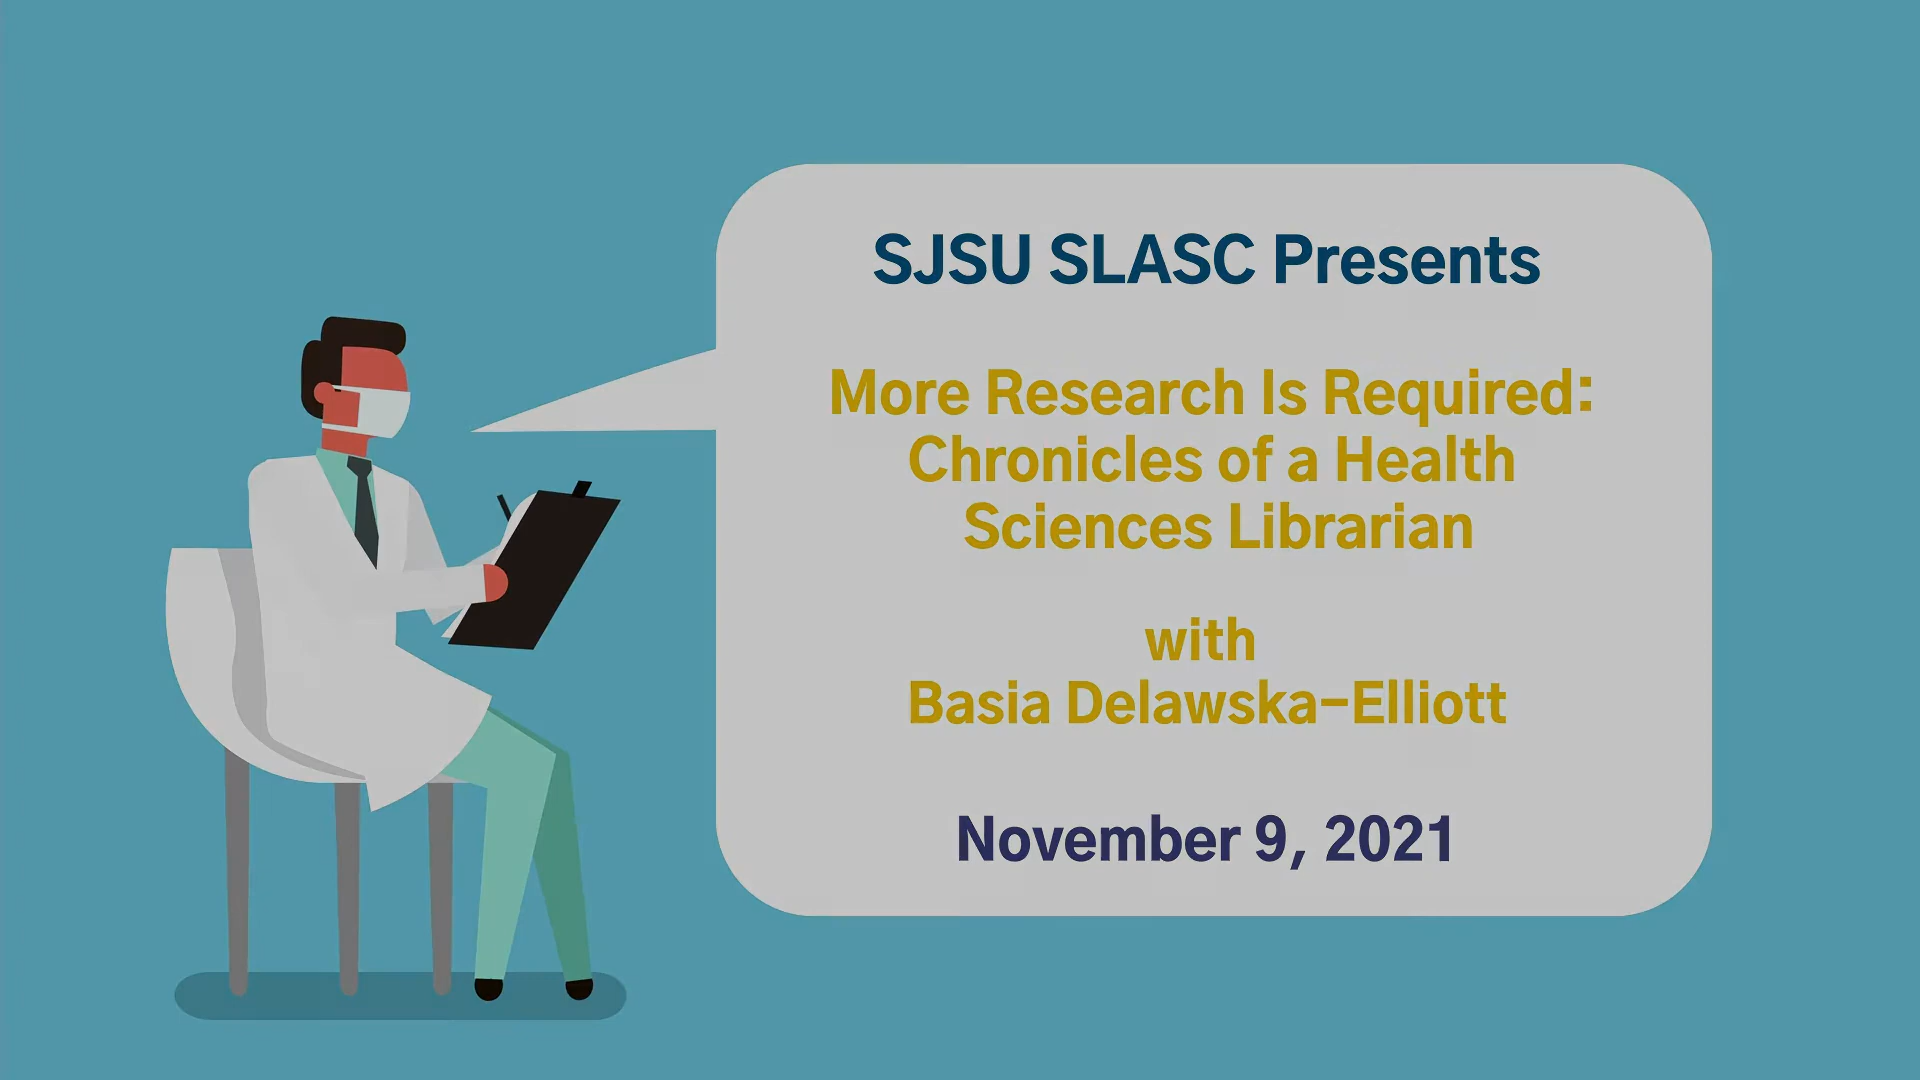 SJSU SLASC Presents
More Research Is Required:
Chronicles of a Health
Sciences Librarian
with
Basia Delawska-Elliott
November 9, 2021